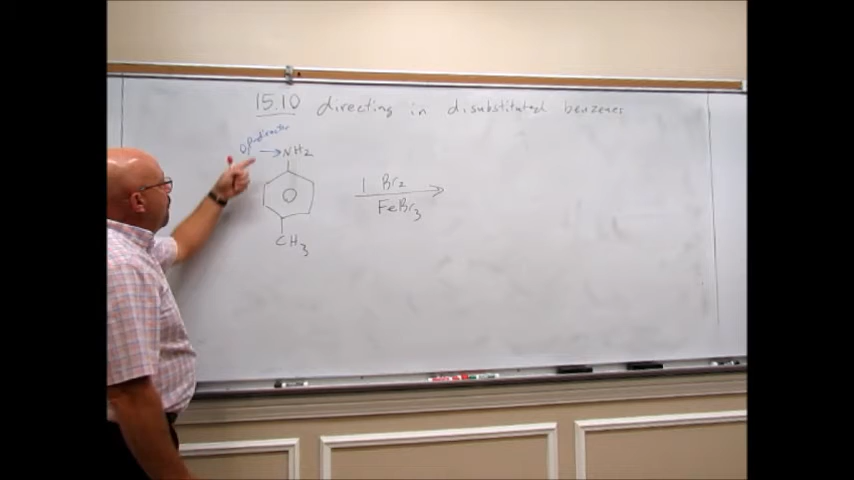 15.10 directing in disubstituted benzenes
o,p director → NH2
1 Br2
FeBr3
CH3